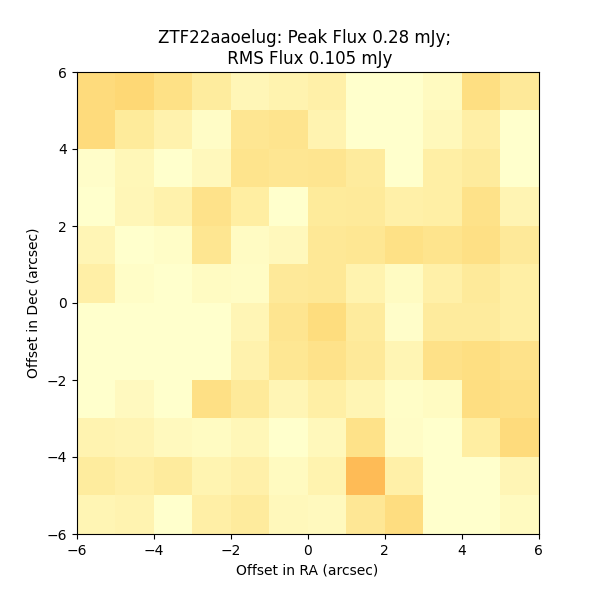 ZTF22aaoelug: Peak Flux 0.28 mJy;
RMS Flux 0.105 mJy
6
4
2
0
−2
−4
−6
Offset in Dec (arcsec)
−6 −4 −2 0 2 4 6
Offset in RA (arcsec)